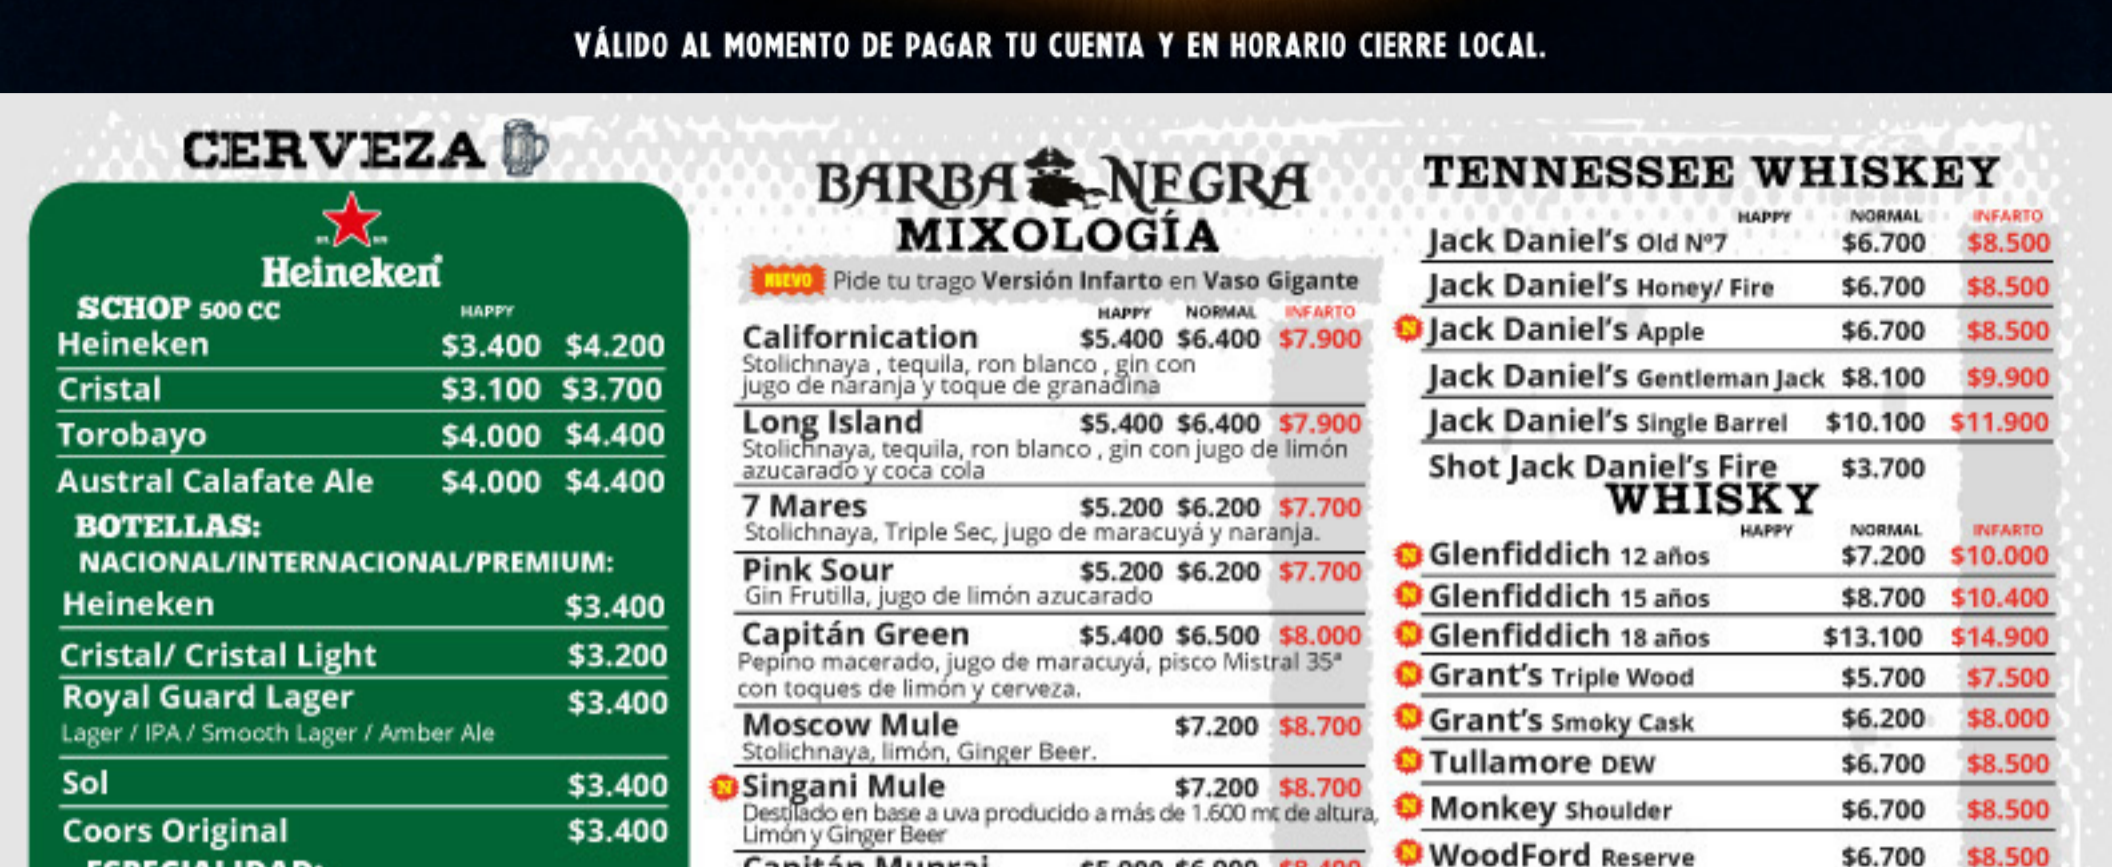 VÁLIDO AL MOMENTO DE PAGAR TU CUENTA Y EN HORARIO CIERRE LOCAL.
CERVEZA
Heineken
SCHOP 500 CC HAPPY
Heineken $3.400 $4.200
Cristal $3.100 $3.700
Torobayo $4.000 $4.400
Austral Calafate Ale $4.000 $4.400
BOTELLAS:
NACIONAL/INTERNACIONAL/PREMIUM:
Heineken $3.400
Cristal/ Cristal Light $3.200
Royal Guard Lager $3.400
Lager / IPA / Smooth Lager / Amber Ale
Sol $3.400
Coors Original $3.400
ESPECIALIDAD:
BARBA NEGRA
MIXOLOGÍA
NUEVO Pide tu trago Versión Infarto en Vaso Gigante
HAPPY NORMAL INFARTO
Californication $5.400 $6.400 $7.900
Stolichnaya , tequila, ron blanco , gin con
jugo de naranja y toque de granadina
Long Island $5.400 $6.400 $7.900
Stolichnaya, tequila, ron blanco , gin con jugo de limón
azucarado y coca cola
7 Mares $5.200 $6.200 $7.700
Stolichnaya, Triple Sec, jugo de maracuyá y naranja.
Pink Sour $5.200 $6.200 $7.700
Gin Frutilla, jugo de limón azucarado
Capitán Green $5.400 $6.500 $8.000
Pepino macerado, jugo de maracuyá, pisco Mistral 35ª
con toques de limón y cerveza.
Moscow Mule $7.200 $8.700
Stolichnaya, limón, Ginger Beer.
N Singani Mule $7.200 $8.700
Destilado en base a uva producido a más de 1.600 mt de altura,
Limón y Ginger Beer
Capitán
TENNESSEE WHISKEY
HAPPY NORMAL INFARTO
Jack Daniel's Old Nº7 $6.700 $8.500
Jack Daniel's Honey/ Fire $6.700 $8.500
N Jack Daniel's Apple $6.700 $8.500
Jack Daniel's Gentleman Jack $8.100 $9.900
Jack Daniel's Single Barrel $10.100 $11.900
Shot Jack Daniel's Fire $3.700
WHISKY
HAPPY NORMAL INFARTO
N Glenfiddich 12 años $7.200 $10.000
N Glenfiddich 15 años $8.700 $10.400
N Glenfiddich 18 años $13.100 $14.900
N Grant's Triple Wood $5.700 $7.500
N Grant's Smoky Cask $6.200 $8.000
N Tullamore DEW $6.700 $8.500
N Monkey Shoulder $6.700 $8.500
N WoodFord Reserve $6.700 $8.500